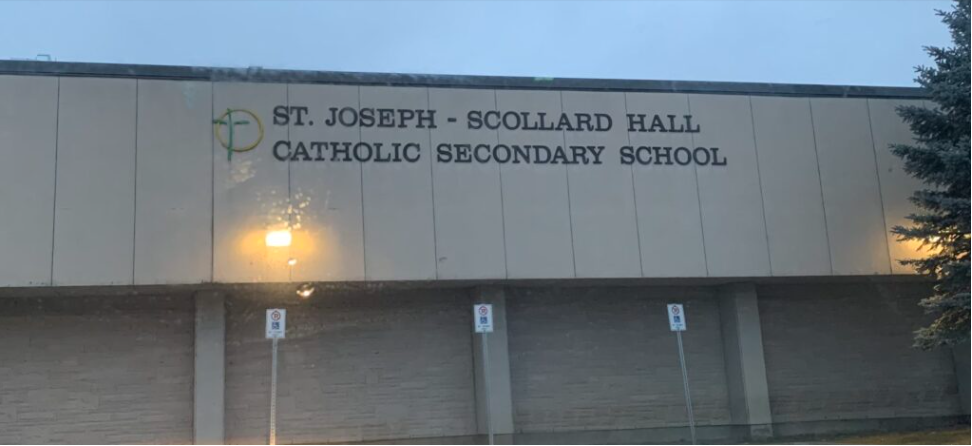 ST. JOSEPH - SCOLLARD HALL
CATHOLIC SECONDARY SCHOOL